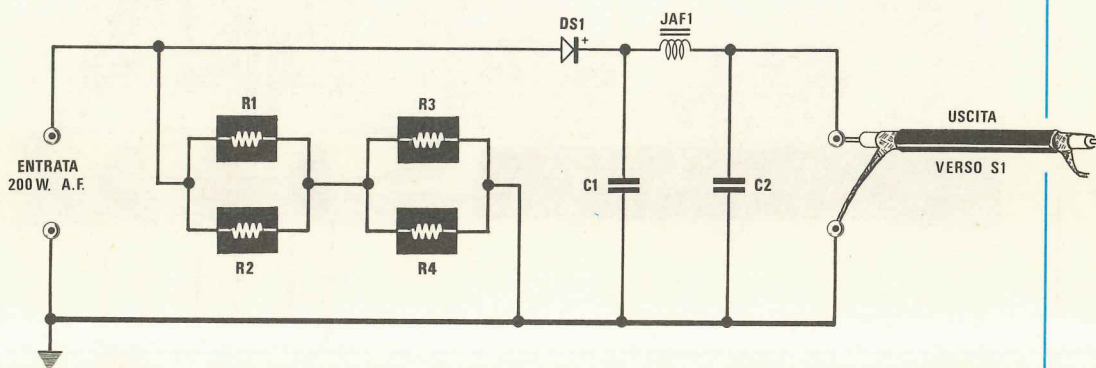 DS1
+
JAF1
R1
R3
ENTRATA
200 W. A.F.
USCITA
VERSO S1
C1
C2
R2
R4